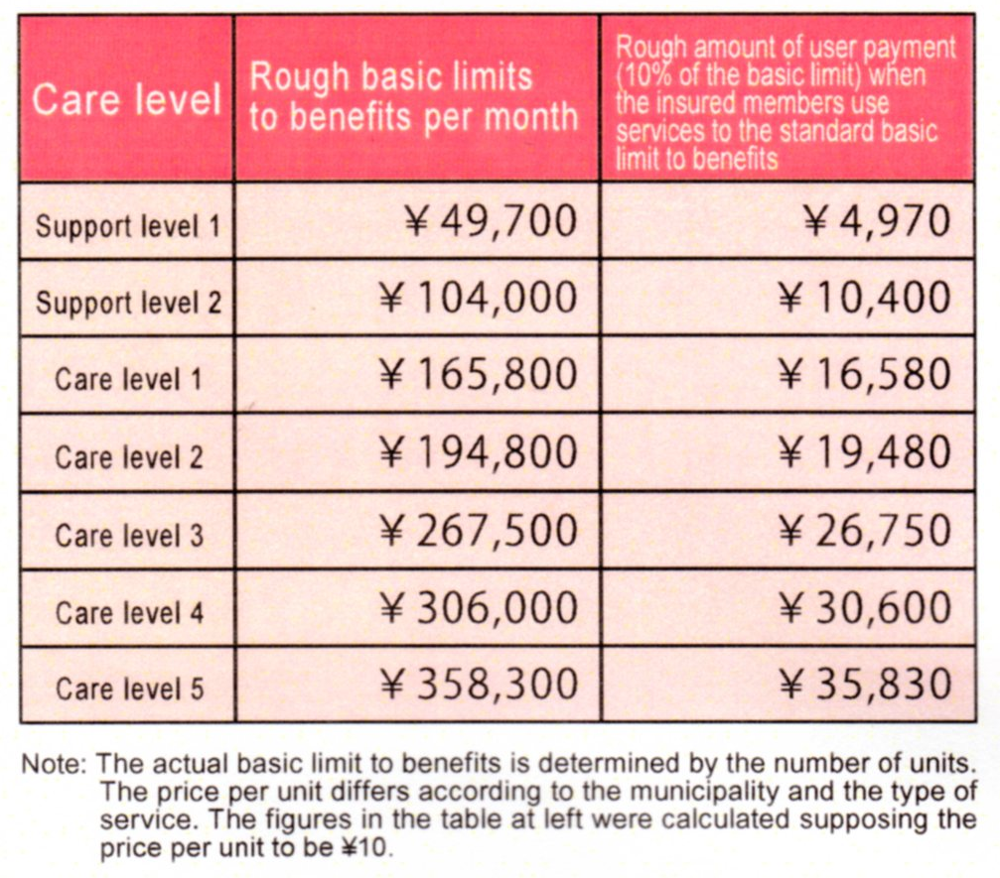 Care level
Rough basic limits
to benefits per month
Rough amount of user payment
(10% of the basic limit) when
the insured members use
services to the standard basic
limit to benefits
Support level 1 ¥ 49,700 ¥ 4,970
Support level 2 ¥ 104,000 ¥ 10,400
Care level 1 ¥ 165,800 ¥ 16,580
Care level 2 ¥ 194,800 ¥ 19,480
Care level 3 ¥ 267,500 ¥ 26,750
Care level 4 ¥ 306,000 ¥ 30,600
Care level 5 ¥ 358,300 ¥ 35,830
Note: The actual basic limit to benefits is determined by the number of units.
The price per unit differs according to the municipality and the type of
service. The figures in the table at left were calculated supposing the
price per unit to be ¥10.